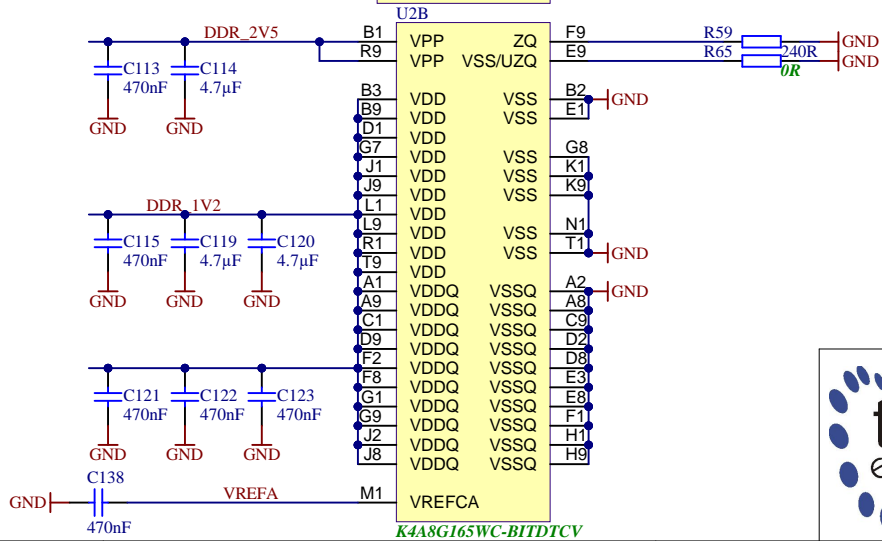 U2B
DDR_2V5
B1 VPP ZQ F9 R59 240R GND
R9 VPP VSS/UZQ E9 R65 0R GND
C113 470nF GND
C114 4.7µF GND
B3 VDD VSS B2 GND
B9 VDD VSS E1
D1 VDD
G7 VDD VSS G8
J1 VDD VSS K1
J9 VDD VSS K9
DDR_1V2
L1 VDD
L9 VDD VSS N1
R1 VDD VSS T1 GND
T9 VDD
C115 470nF GND
C119 4.7µF GND
C120 4.7µF GND
A1 VDDQ VSSQ A2 GND
A9 VDDQ VSSQ A8
C1 VDDQ VSSQ C9
D9 VDDQ VSSQ D2
F2 VDDQ VSSQ D8
F8 VDDQ VSSQ E3
G1 VDDQ VSSQ E8
G9 VDDQ VSSQ F1
J2 VDDQ VSSQ H1
J8 VDDQ VSSQ H9
C121 470nF GND
C122 470nF GND
C123 470nF GND
C138
GND VREFA M1 VREFCA
470nF
K4A8G165WC-BITDTCV